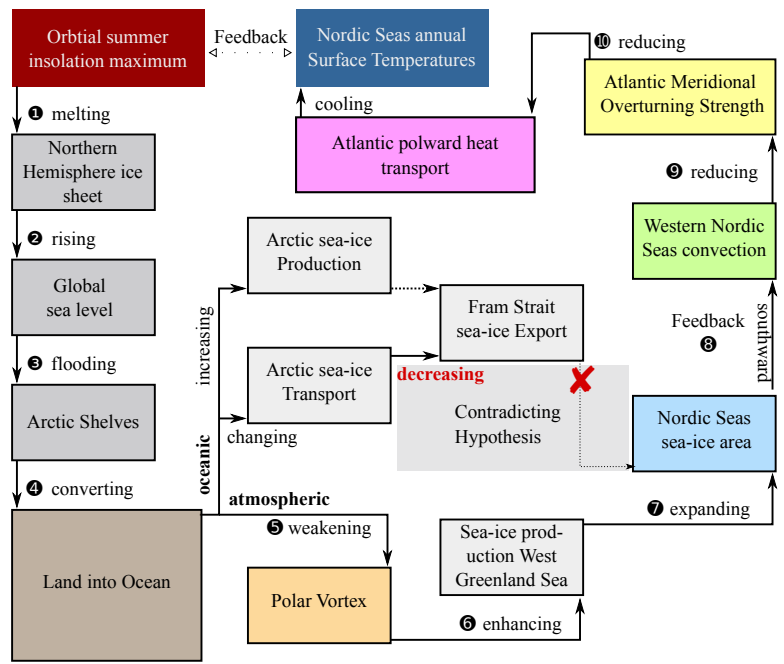 Orbtial summer
insolation maximum
Feedback
Nordic Seas annual
Surface Temperatures
❿ reducing
Atlantic Meridional
Overturning Strength
❶ melting
cooling
Atlantic polward heat
transport
Northern
Hemisphere ice
sheet
❾ reducing
❷ rising
Arctic sea-ice
Production
Western Nordic
Seas convection
Global
sea level
increasing
Fram Strait
sea-ice Export
Feedback
❽
southward
❸ flooding
Arctic sea-ice
Transport
decreasing
Contradicting
Hypothesis
Nordic Seas
sea-ice area
Arctic Shelves
changing
oceanic
❹ converting
atmospheric
❺ weakening
❼ expanding
Land into Ocean
Sea-ice prod-
uction West
Greenland Sea
Polar Vortex
❻ enhancing